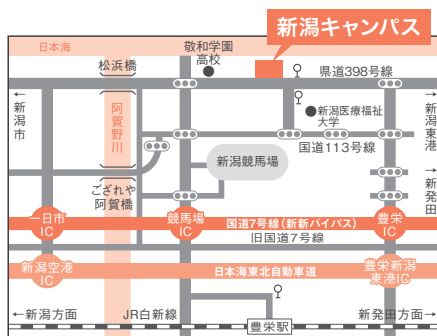 新潟キャンパス
日本海
敬和学園
高校
松浜橋
県道398号線
←新潟市
阿賀野川
新潟医療福祉
大学
→新潟東港
国道113号線
新潟競馬場
ござれや
阿賀橋
→新発田
一日市
IC
競馬場
IC
国道7号線(新新バイパス)
豊栄
IC
旧国道7号線
新潟空港
IC
日本海東北自動車道
豊栄新潟
東港IC
←新潟方面
JR白新線
豊栄駅
新発田方面→